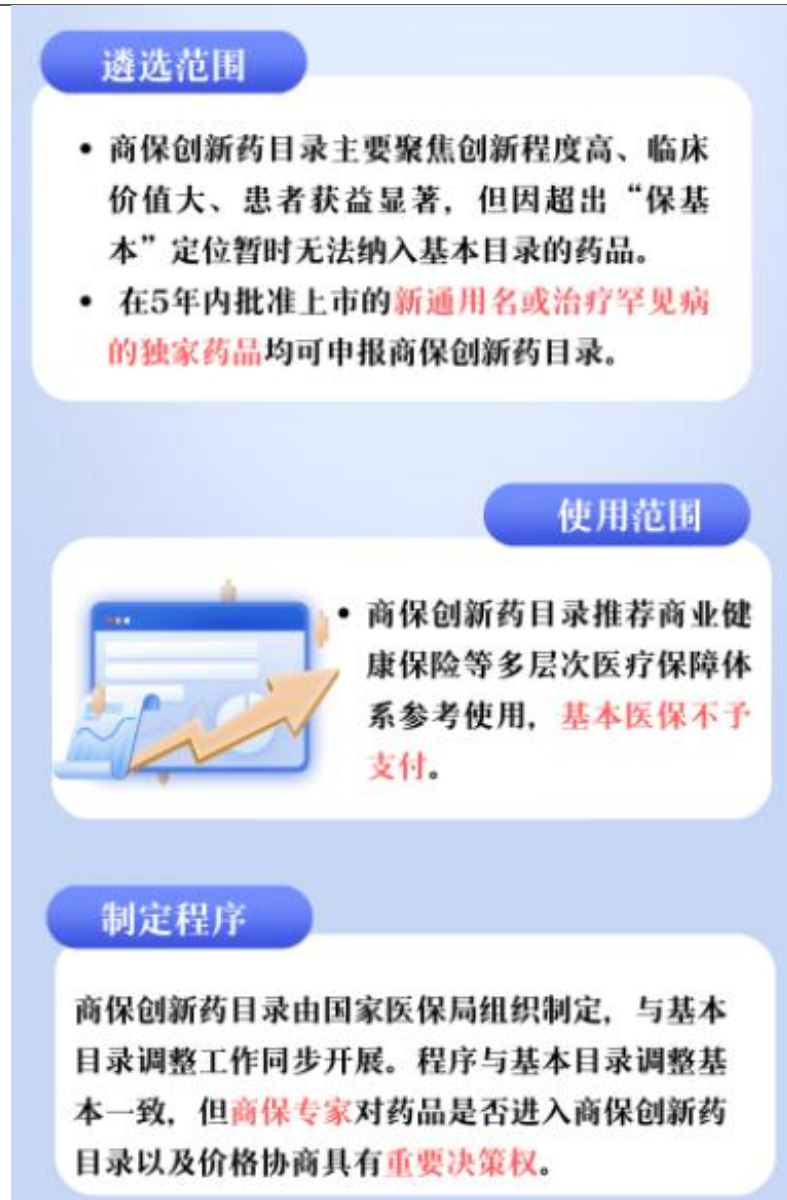 遴选范围
• 商保创新药目录主要聚焦创新程度高、临床
价值大、患者获益显著，但因超出“保基
本”定位暂时无法纳入基本目录的药品。
• 在5年内批准上市的新通用名或治疗罕见病
的独家药品均可申报商保创新药目录。
使用范围
• 商保创新药目录推荐商业健
康保险等多层次医疗保障体
系参考使用，基本医保不予
支付。
制定程序
商保创新药目录由国家医保局组织制定，与基本
目录调整工作同步开展。程序与基本目录调整基
本一致，但商保专家对药品是否进入商保创新药
目录以及价格协商具有重要决策权。